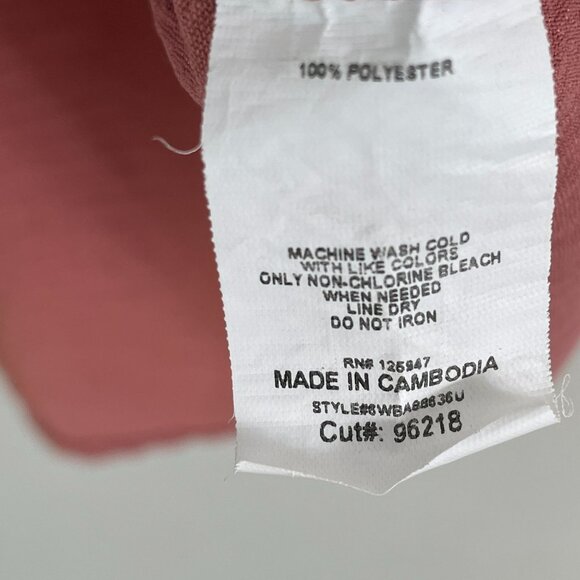 100% POLYESTER
MACHINE WASH COLD
WITH LIKE COLORS
ONLY NON-CHLORINE BLEACH
WHEN NEEDED
LINE DRY
DO NOT IRON
RN# 125947
MADE IN CAMBODIA
Cut#: 96218